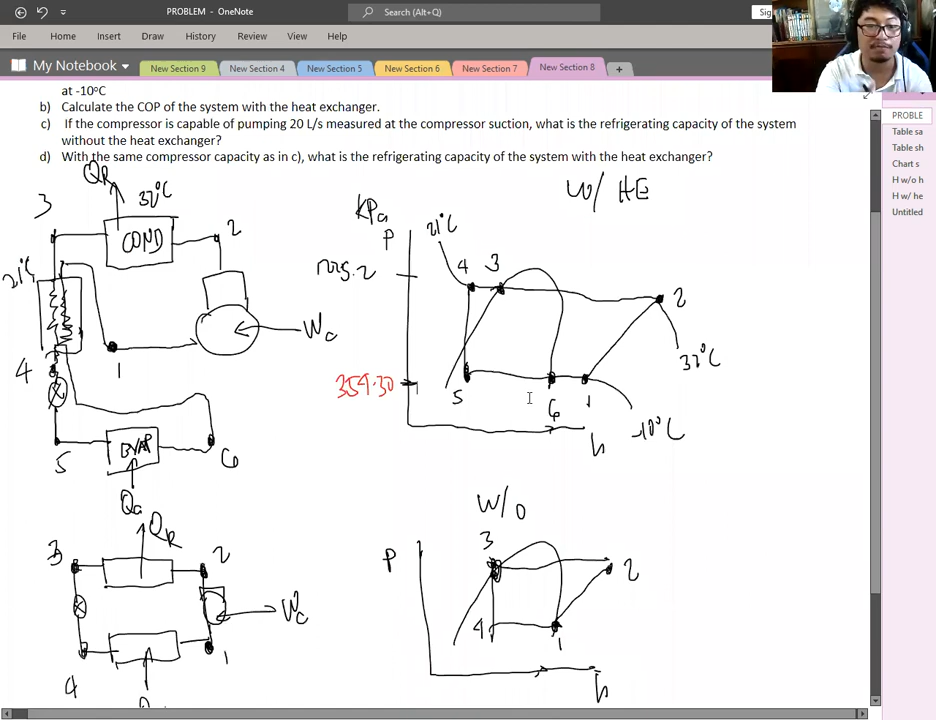 PROBLEM - OneNote
Search (Alt+Q)
Sig
File Home Insert Draw History Review View Help
My Notebook
New Section 9 New Section 4 New Section 5 New Section 6 New Section 7 New Section 8 +
at -10°C
b) Calculate the COP of the system with the heat exchanger.
c) If the compressor is capable of pumping 20 L/s measured at the compressor suction, what is the refrigerating capacity of the system
without the heat exchanger?
d) With the same compressor capacity as in c), what is the refrigerating capacity of the system with the heat exchanger?
PROBLE
Table sa
Table sh
Chart s
H w/o h
H w/ he
Untitled
QR
3
COND
2
21°C
Wc
1
4
5
EVAP
6
Qa
W/ HE
KPa
P
21°C
4 3
2
5
6
1
-10°C
h
QR
3
2
Wc
4
1
W/O
P
3
2
4
1
h